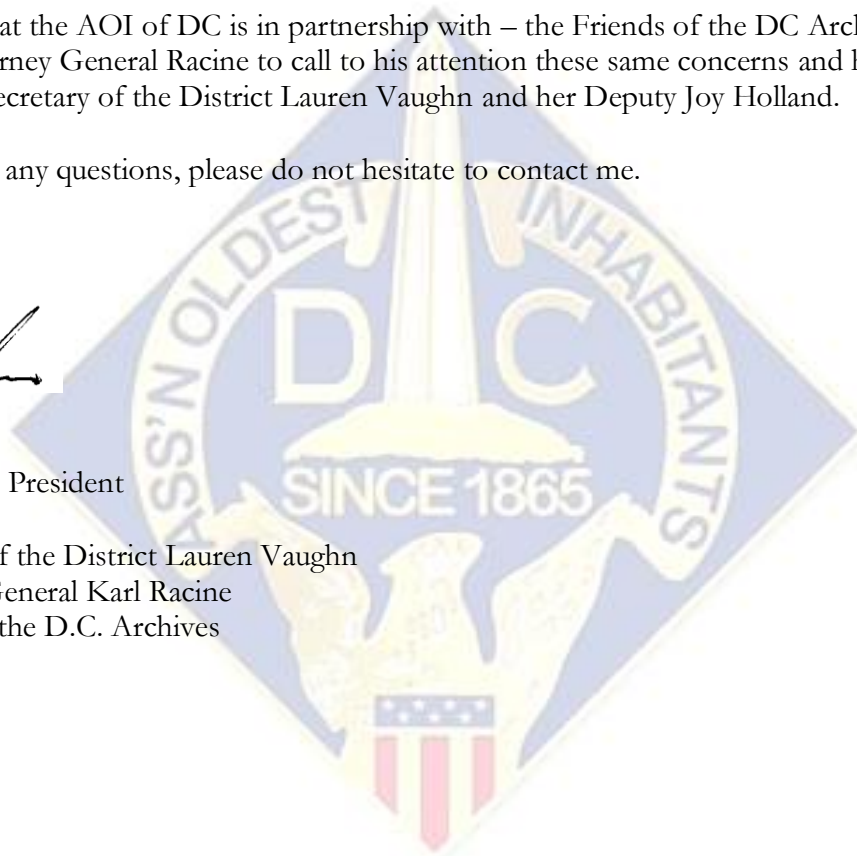 at the AOI of DC is in partnership with – the Friends of the DC Arch
rney General Racine to call to his attention these same concerns and h
ecretary of the District Lauren Vaughn and her Deputy Joy Holland.
any questions, please do not hesitate to contact me.
ASS'N OLDEST INHABITANTS
D C
SINCE 1865
President
f the District Lauren Vaughn
General Karl Racine
the D.C. Archives